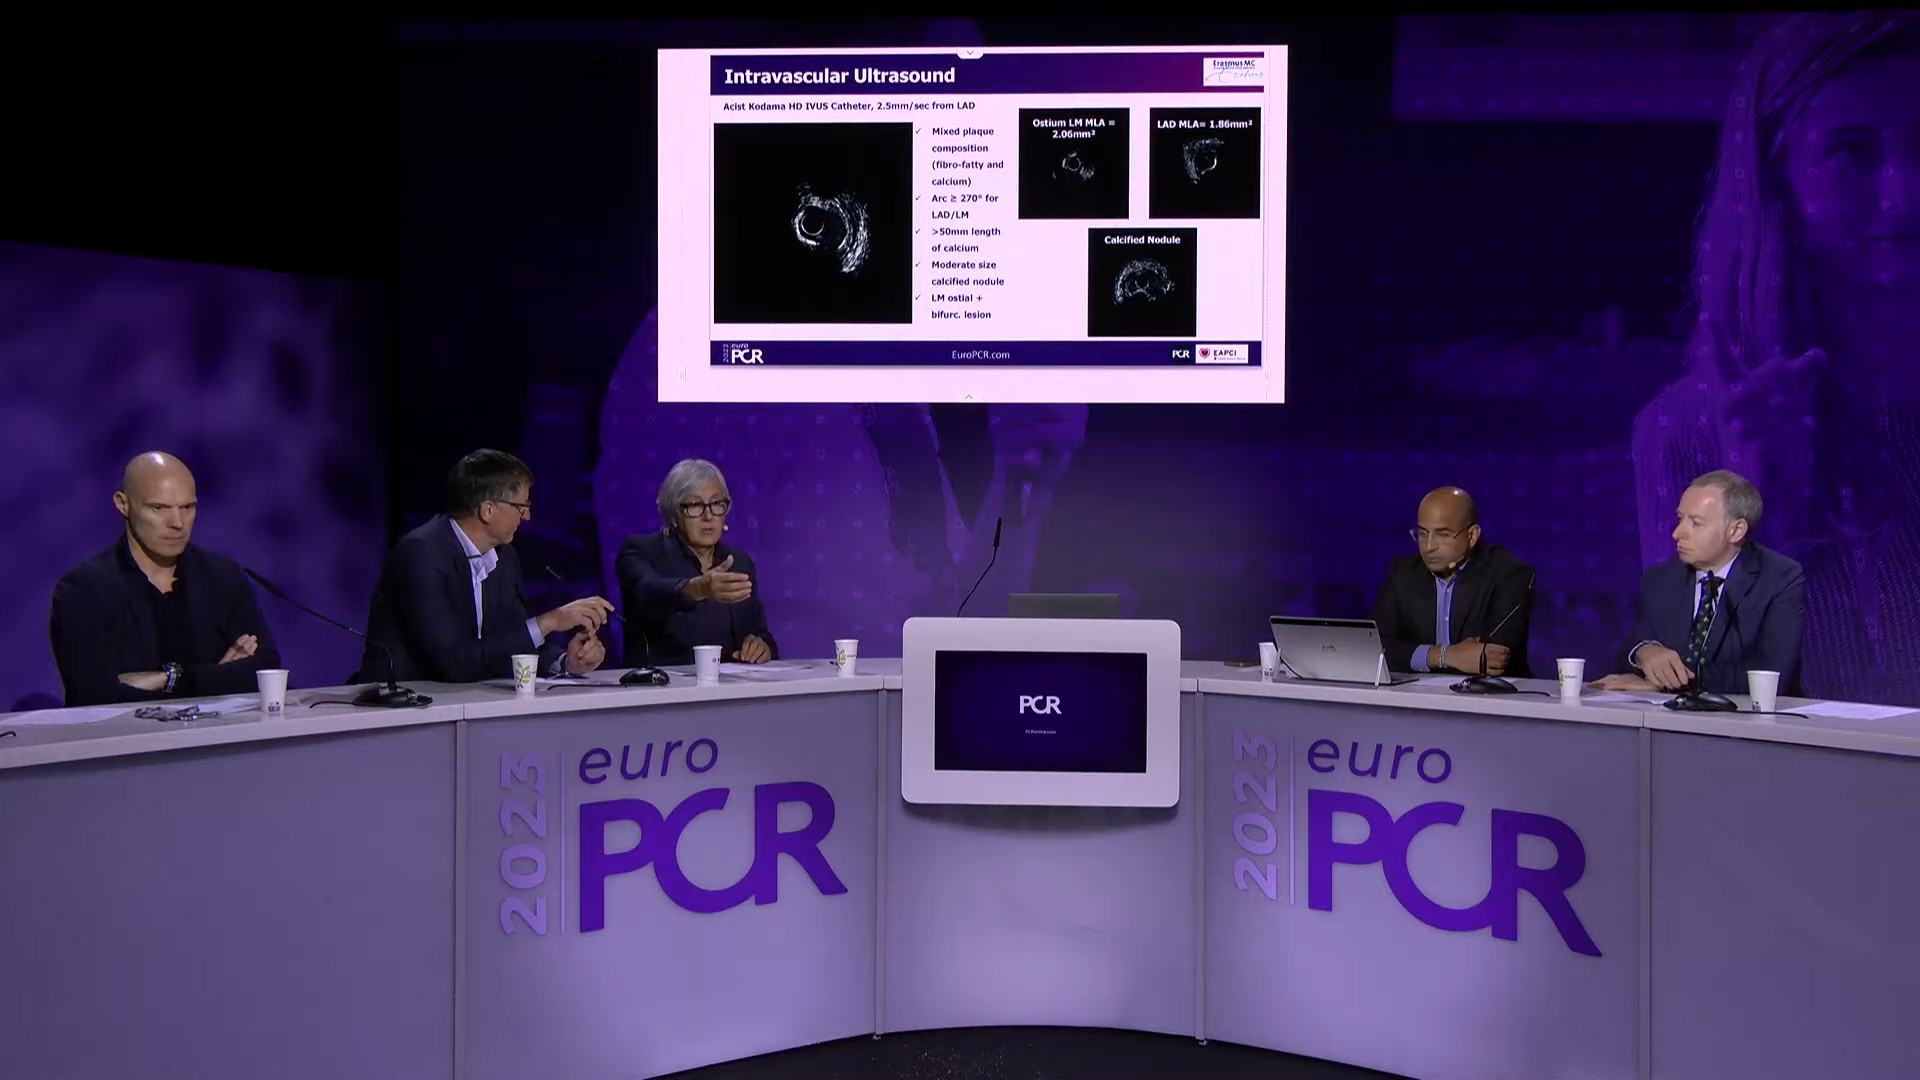 Intravascular Ultrasound
Erasmus MC
Acist Kodama HD IVUS Catheter, 2.5mm/sec from LAD
✓ Mixed plaque
composition
(fibro-fatty and
calcium)
✓ Arc ≥ 270° for
LAD/LM
✓ >50mm length
of calcium
✓ Moderate size
calcified nodule
✓ LM ostial +
bifurc. lesion
Ostium LM MLA =
2.06mm²
LAD MLA= 1.86mm²
Calcified Nodule
2023 euro
PCR
EuroPCR.com
PCR
EAPCI
PCR
2023
euro
PCR
2023
euro
PCR